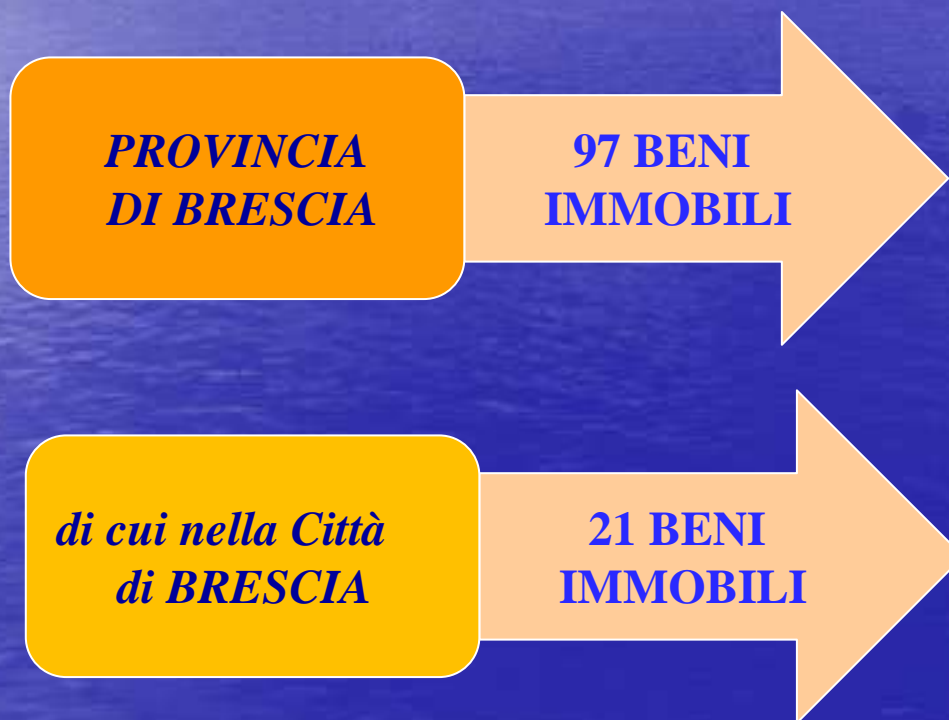 PROVINCIA
DI BRESCIA
97 BENI
IMMOBILI
di cui nella Città
di BRESCIA
21 BENI
IMMOBILI